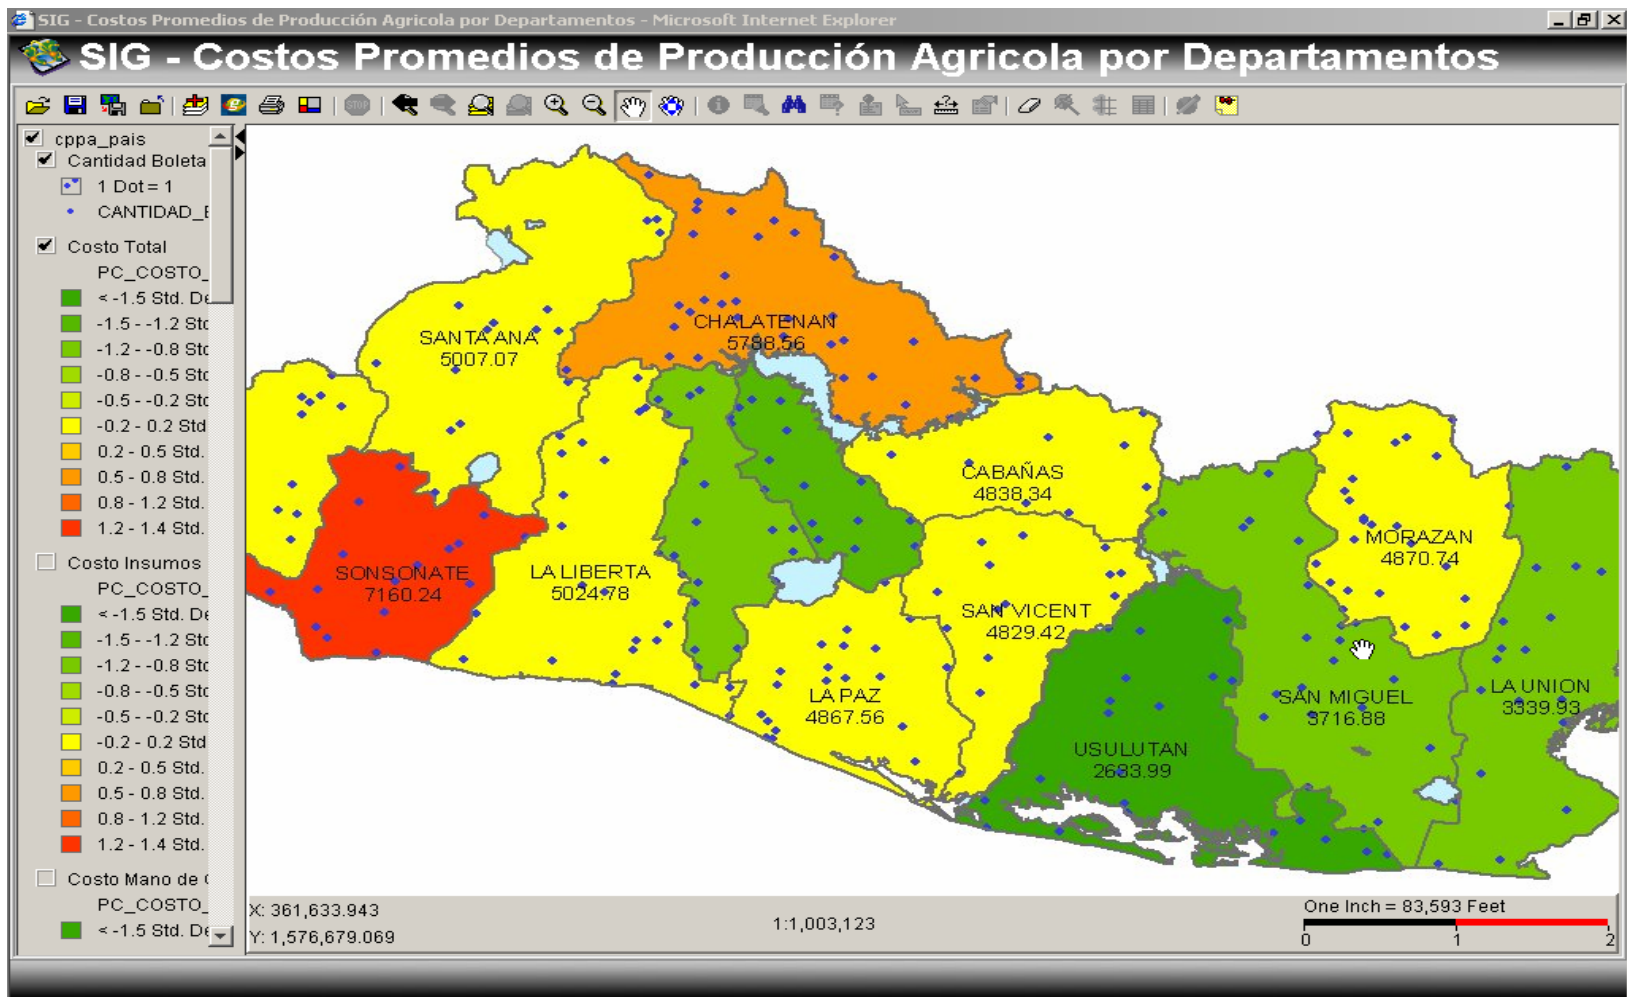 SIG - Costos Promedios de Producción Agricola por Departamentos - Microsoft Internet Explorer
SIG - Costos Promedios de Producción Agricola por Departamentos
cppa_pais
Cantidad Boleta
1 Dot = 1
CANTIDAD_E
Costo Total
PC_COSTO_
< -1.5 Std. De
-1.5 - -1.2 Std
-1.2 - -0.8 Std
-0.8 - -0.5 Std
-0.5 - -0.2 Std
-0.2 - 0.2 Std
0.2 - 0.5 Std.
0.5 - 0.8 Std.
0.8 - 1.2 Std.
1.2 - 1.4 Std.
Costo Insumos
PC_COSTO_
< -1.5 Std. De
-1.5 - -1.2 Std
-1.2 - -0.8 Std
-0.8 - -0.5 Std
-0.5 - -0.2 Std
-0.2 - 0.2 Std
0.2 - 0.5 Std.
0.5 - 0.8 Std.
0.8 - 1.2 Std.
1.2 - 1.4 Std.
Costo Mano de
PC_COSTO_
< -1.5 Std. De
SANTA ANA
5007.07
CHALATENAN
5788.56
CABAÑAS
4838.34
MORAZAN
4870.74
SONSONATE
7160.24
LA LIBERTA
5024.78
SAN VICENT
4829.42
LA PAZ
4867.56
SAN MIGUEL
3716.88
LA UNION
3339.93
USULUTAN
2683.99
X: 361,633.943
Y: 1,576,679.069
1:1,003,123
One Inch = 83,593 Feet
0 1 2